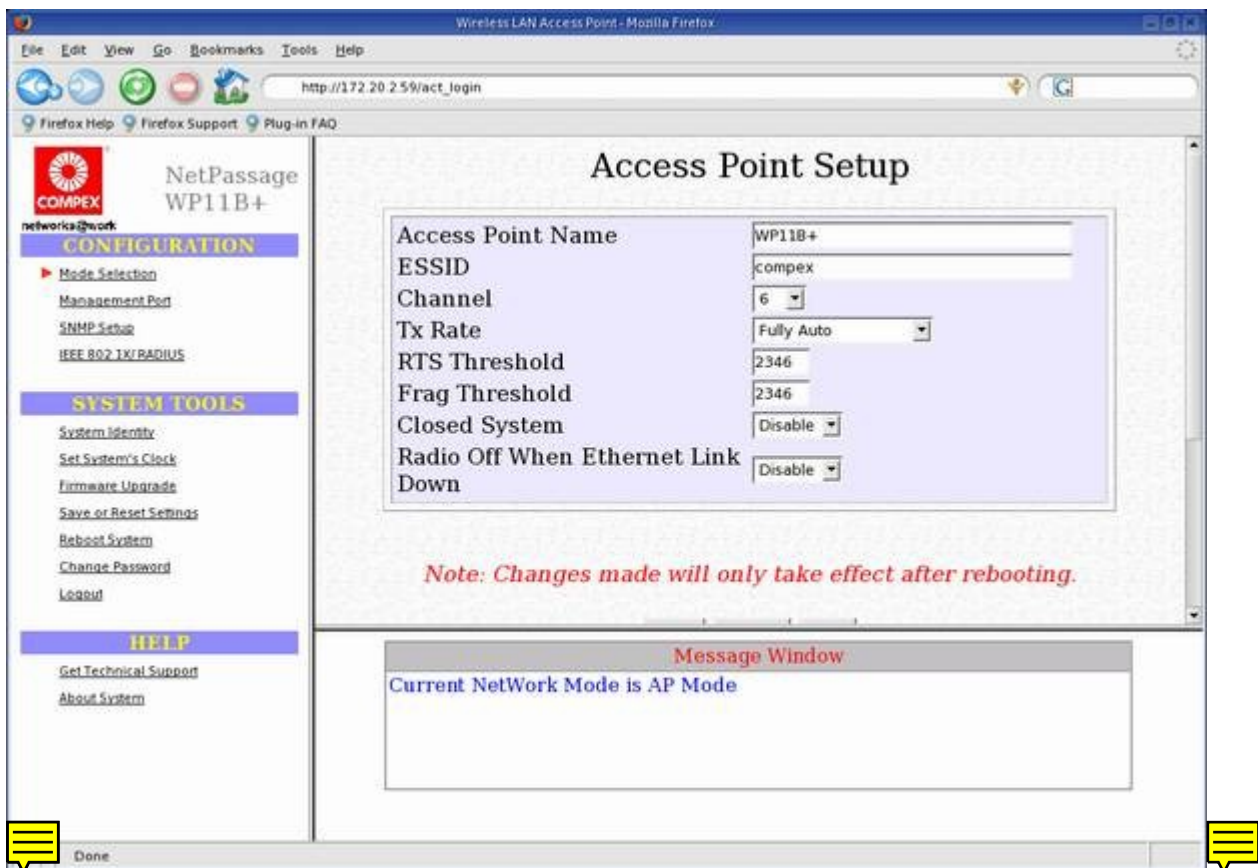 Wireless LAN Access Point - Mozilla Firefox
File Edit View Go Bookmarks Tools Help
http://172.20.2.59/act_login
G
Firefox Help Firefox Support Plug-in FAQ
COMPEX
networks@work
NetPassage
WP11B+
CONFIGURATION
Mode Selection
Management Port
SNMP Setup
IEEE 802.1X/ RADIUS
SYSTEM TOOLS
System Identity
Set System's Clock
Firmware Upgrade
Save or Reset Settings
Reboot System
Change Password
Logout
HELP
Get Technical Support
About System
Access Point Setup
Access Point Name WP11B+
ESSID compex
Channel 6
Tx Rate Fully Auto
RTS Threshold 2346
Frag Threshold 2346
Closed System Disable
Radio Off When Ethernet Link
Down Disable
Note: Changes made will only take effect after rebooting.
Message Window
Current NetWork Mode is AP Mode
Done